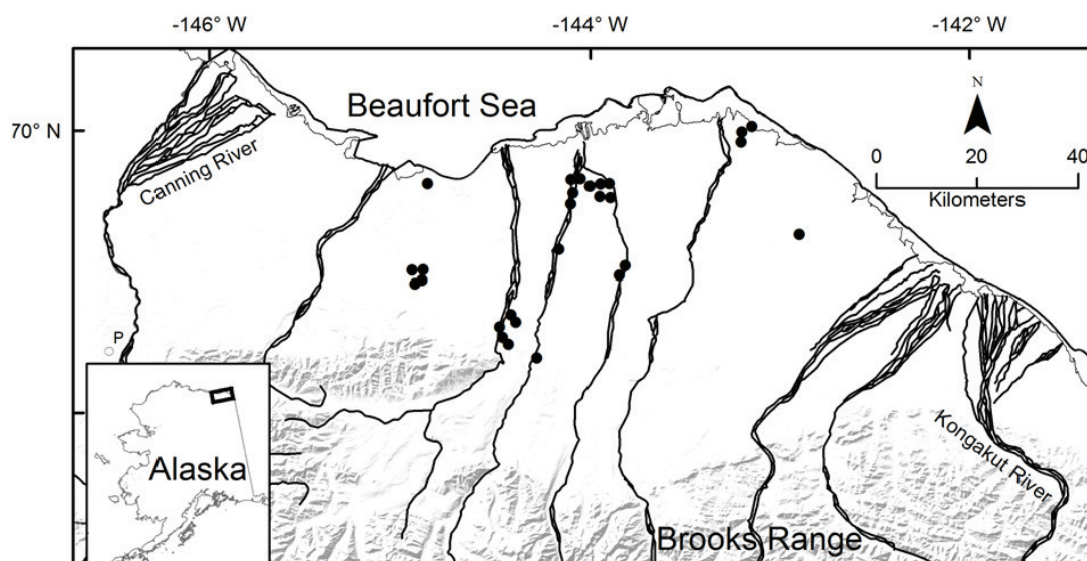 -146° W
-144° W
-142° W
70° N
Beaufort Sea
N
0 20 40
Kilometers
Canning River
P
Alaska
Kongakut River
Brooks Range